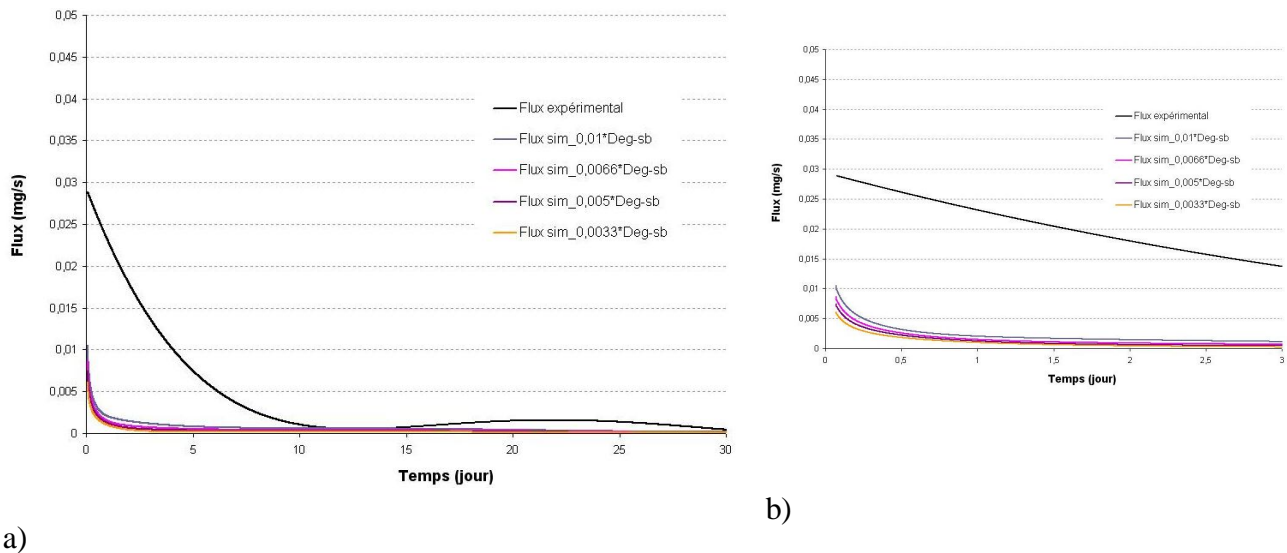 0,05
0,045
0,04
0,035
0,03
0,025
0,02
0,015
0,01
0,005
0
Flux (mg/s)
0
5
10
15
20
25
30
Temps (jour)
Flux expérimental
Flux sim_0,01*Deg-sb
Flux sim_0,0066*Deg-sb
Flux sim_0,005*Deg-sb
Flux sim_0,0033*Deg-sb
a)
0,05
0,045
0,04
0,035
0,03
0,025
0,02
0,015
0,01
0,005
0
Flux (mg/s)
0
0,5
1
1,5
2
2,5
3
Temps (jour)
Flux expérimental
Flux sim_0,01*Deg-sb
Flux sim_0,0066*Deg-sb
Flux sim_0,005*Deg-sb
Flux sim_0,0033*Deg-sb
b)